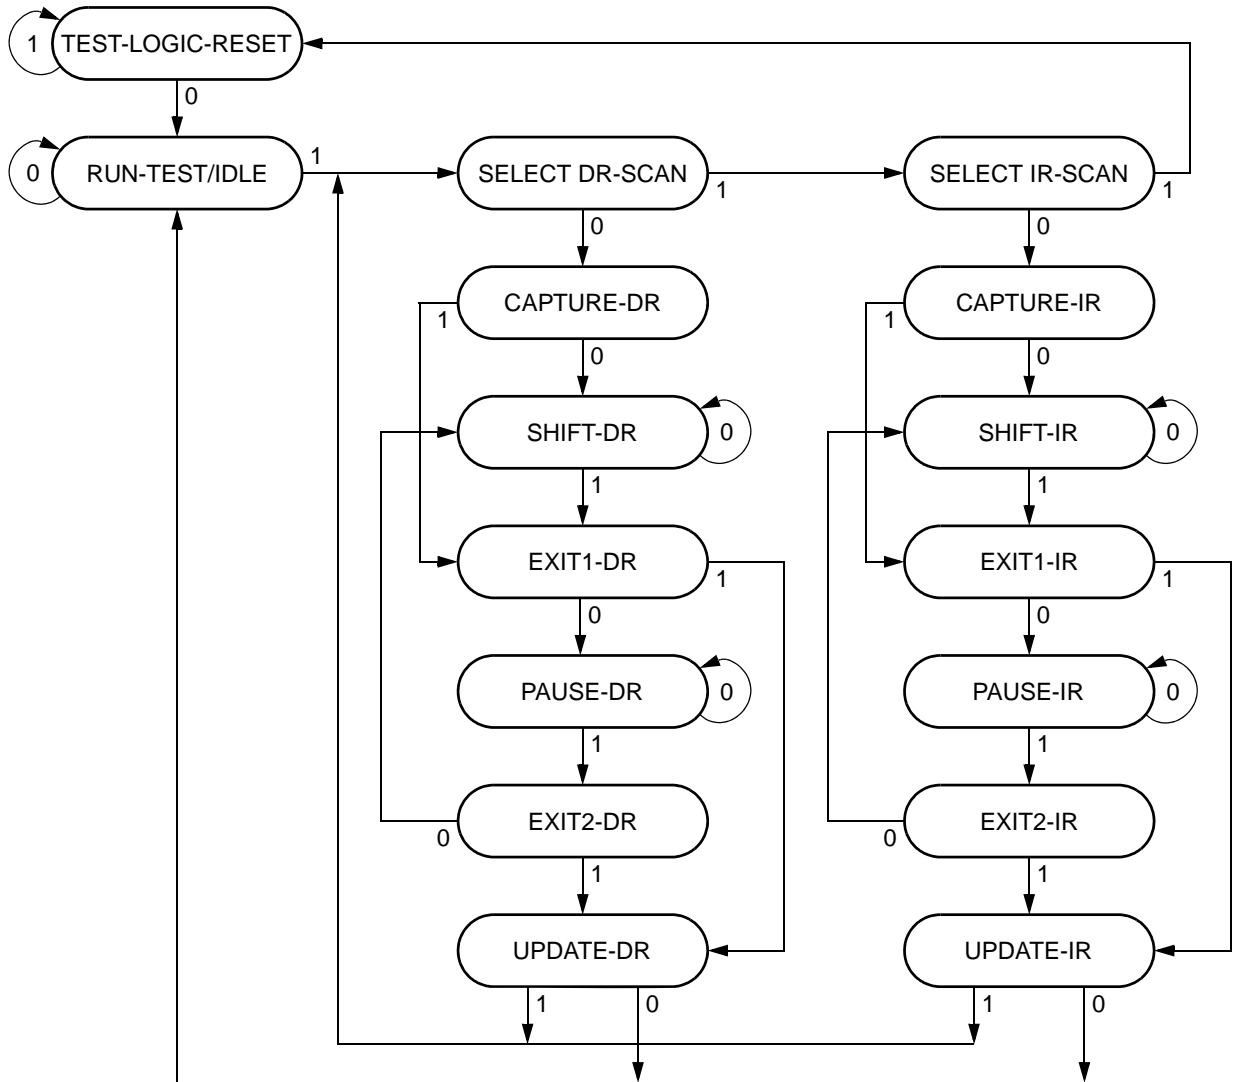 1
TEST-LOGIC-RESET
0
0
RUN-TEST/IDLE
1
SELECT DR-SCAN
1
SELECT IR-SCAN
1
0
0
CAPTURE-DR
1
CAPTURE-IR
1
0
0
SHIFT-DR
0
SHIFT-IR
0
1
1
EXIT1-DR
1
EXIT1-IR
1
0
0
PAUSE-DR
0
PAUSE-IR
0
1
1
EXIT2-DR
0
EXIT2-IR
0
1
1
UPDATE-DR
UPDATE-IR
1
0
1
0